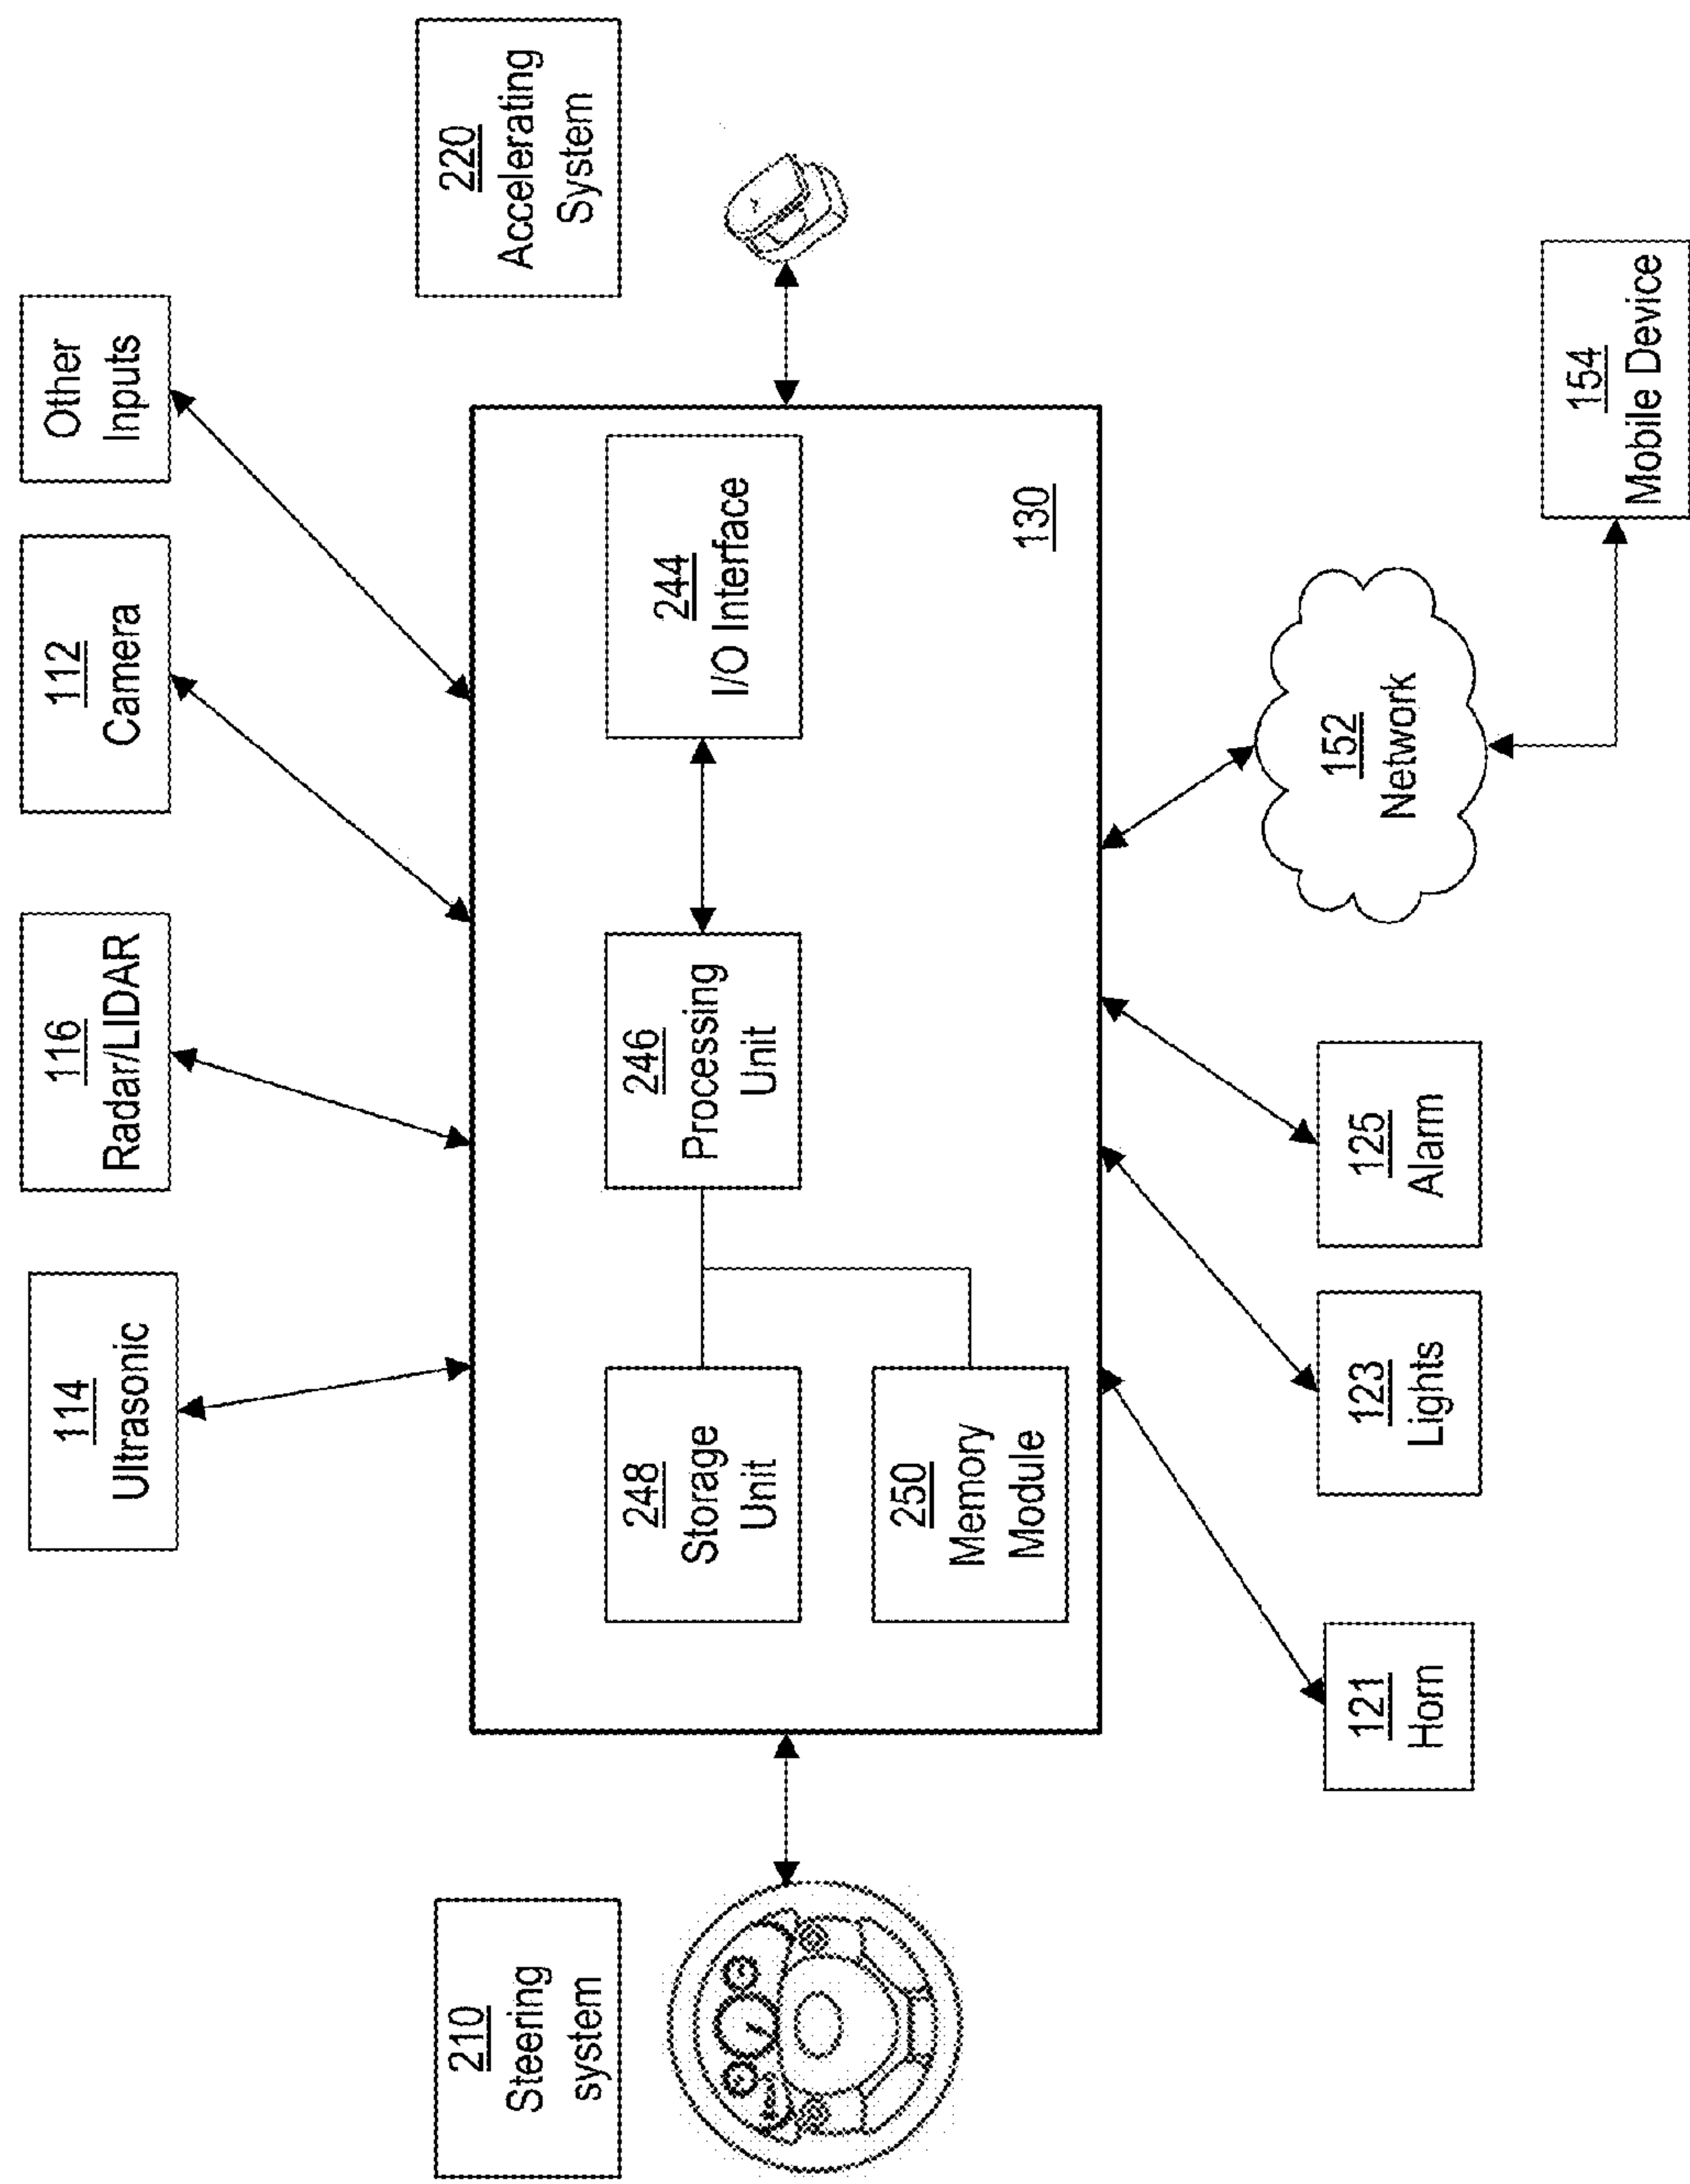 114
Ultrasonic
116
Radar/LIDAR
112
Camera
Other
Inputs
210
Steering
system
220
Accelerating
System
248
Storage
Unit
246
Processing
Unit
244
I/O Interface
250
Memory
Module
130
121
Horn
123
Lights
125
Alarm
152
Network
154
Mobile Device